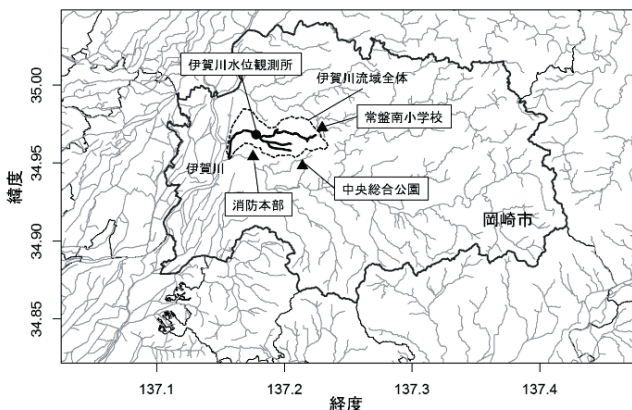 伊賀川水位観測所
伊賀川流域全体
常盤南小学校
伊賀川
消防本部
中央総合公園
岡崎市
緯度
35.00
34.95
34.90
34.85
137.1
137.2
137.3
137.4
経度